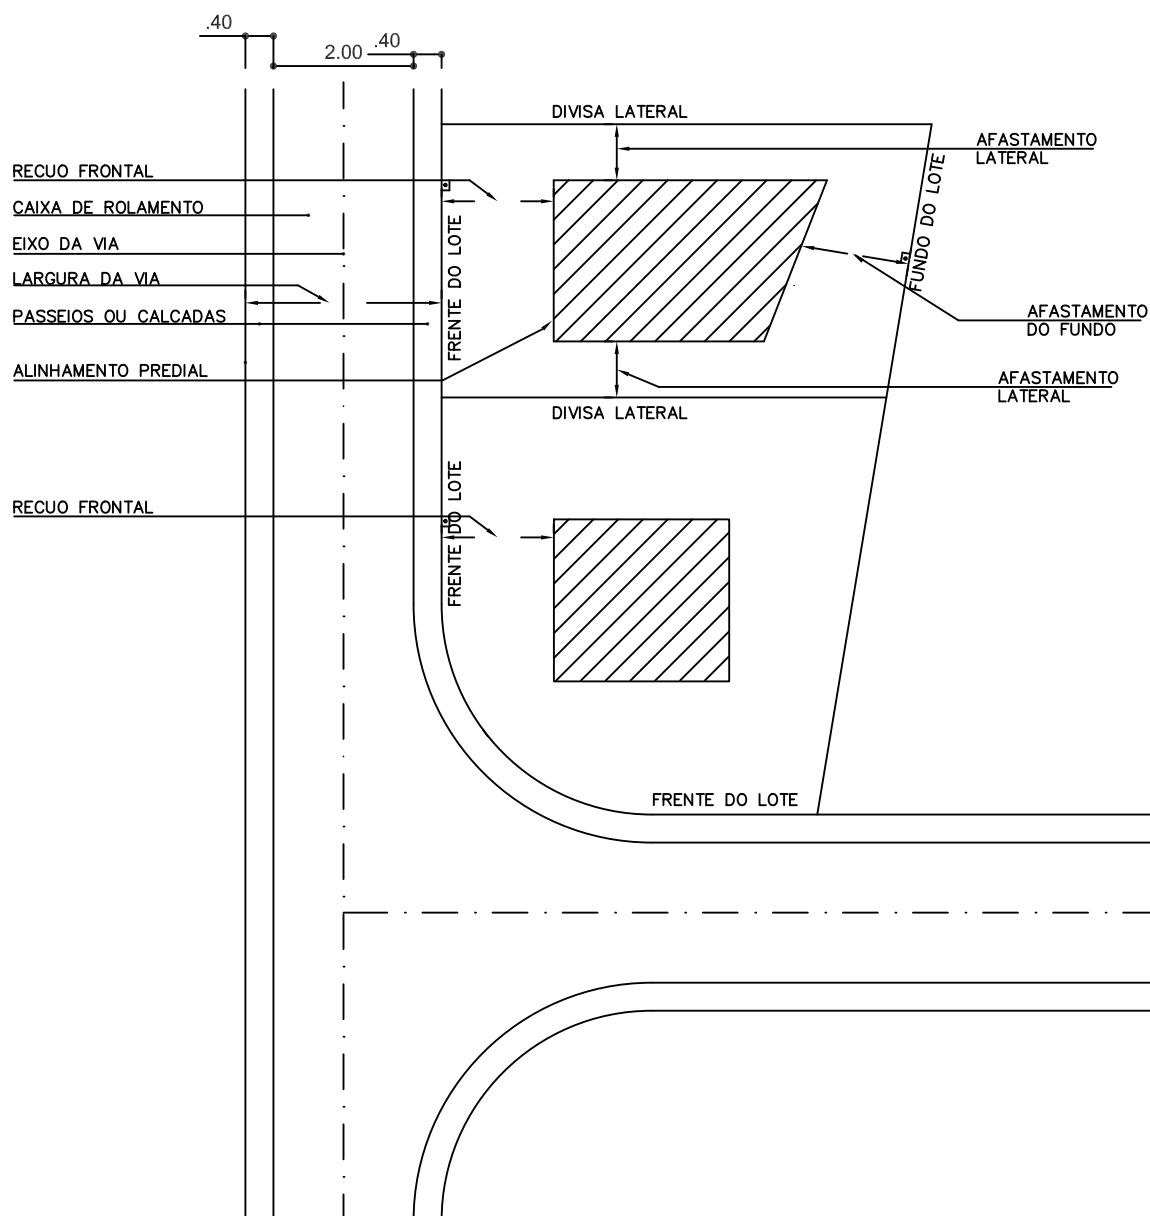 .40
2.00
.40
DIVISA LATERAL
AFASTAMENTO
LATERAL
RECUO FRONTAL
CAIXA DE ROLAMENTO
EIXO DA VIA
LARGURA DA VIA
PASSEIOS OU CALCADAS
ALINHAMENTO PREDIAL
FRENTE DO LOTE
FUNDO DO LOTE
AFASTAMENTO
DO FUNDO
AFASTAMENTO
LATERAL
DIVISA LATERAL
RECUO FRONTAL
FRENTE DO LOTE
FRENTE DO LOTE